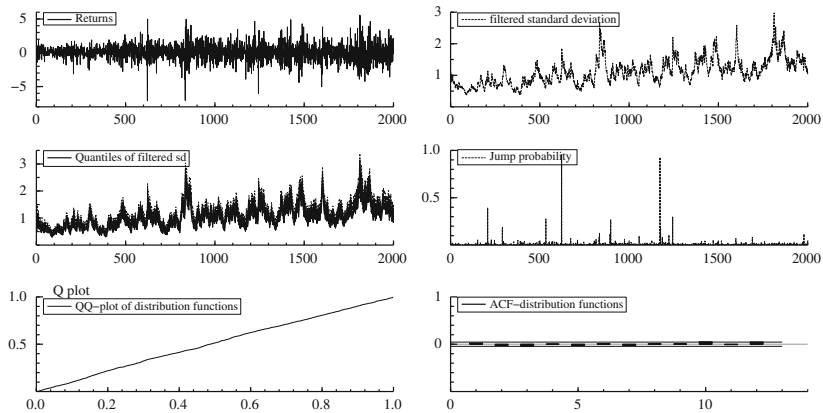 Returns
5
0
−5
0 500 1000 1500 2000
filtered standard deviation
3
2
1
0 500 1000 1500 2000
Quantiles of filtered sd
3
2
1
0 500 1000 1500 2000
Jump probability
1.0
0.5
0 500 1000 1500 2000
Q plot
QQ−plot of distribution functions
1.0
0.5
0.0 0.2 0.4 0.6 0.8 1.0
ACF−distribution functions
1
0
0 5 10